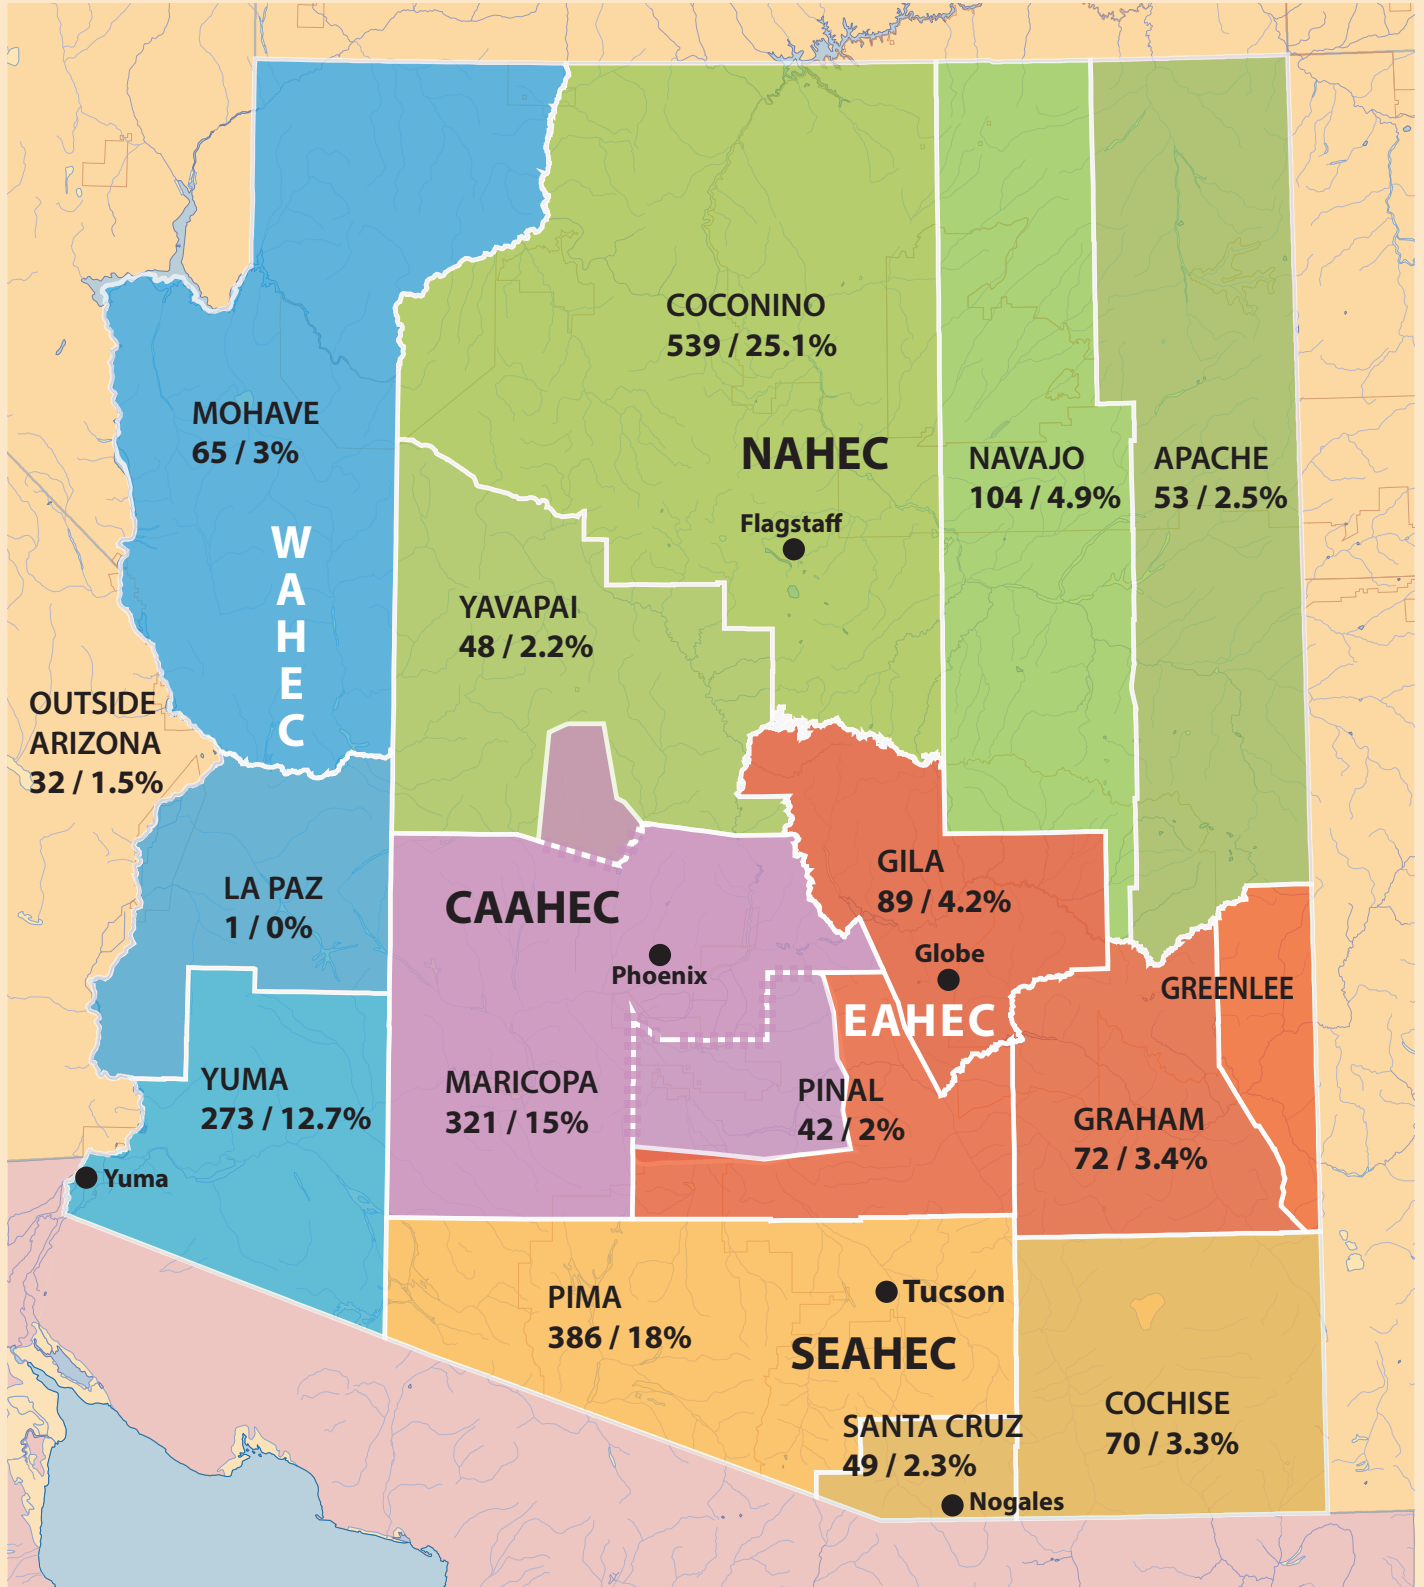 COCONINO
539 / 25.1%
MOHAVE
65 / 3%
NAHEC
NAVAJO
104 / 4.9%
APACHE
53 / 2.5%
Flagstaff
W
A
H
E
C
YAVAPAI
48 / 2.2%
OUTSIDE
ARIZONA
32 / 1.5%
LA PAZ
1 / 0%
CAAHEC
GILA
89 / 4.2%
Phoenix
Globe
GREENLEE
EAHEC
YUMA
273 / 12.7%
MARICOPA
321 / 15%
PINAL
42 / 2%
GRAHAM
72 / 3.4%
Yuma
PIMA
386 / 18%
Tucson
SEAHEC
SANTA CRUZ
49 / 2.3%
COCHISE
70 / 3.3%
Nogales